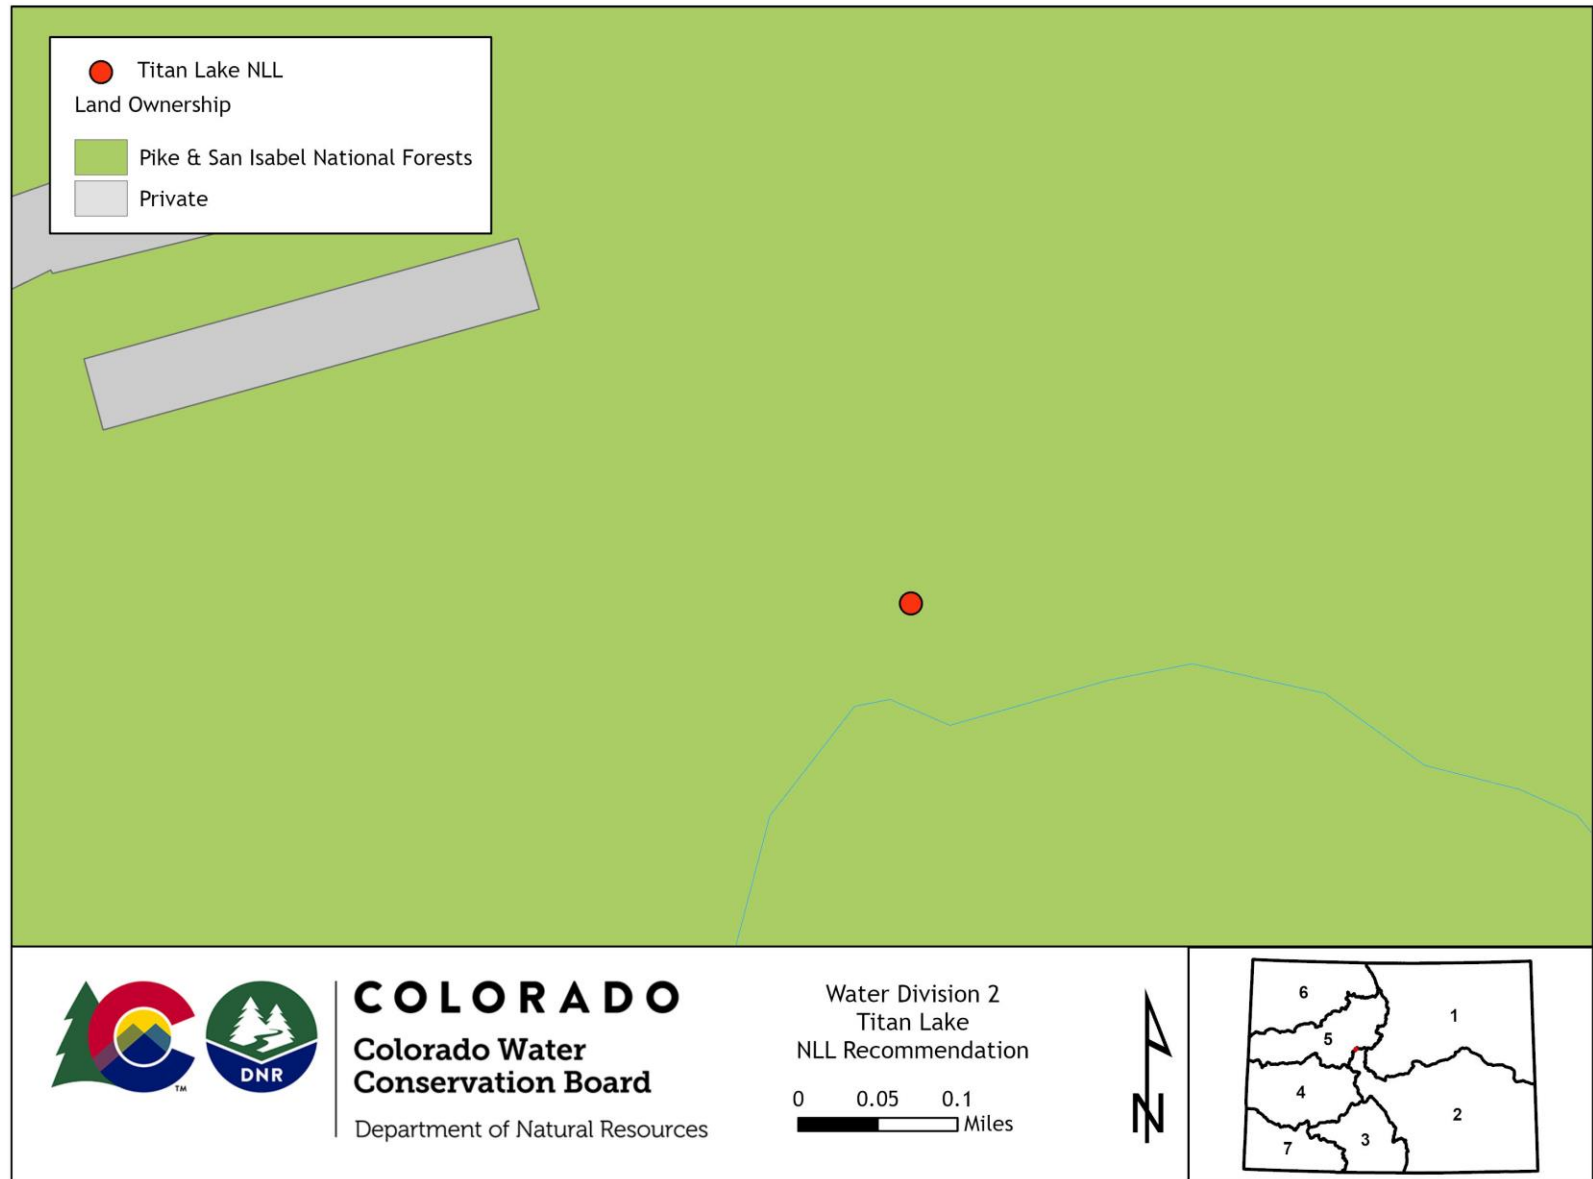 Titan Lake NLL
Land Ownership
Pike & San Isabel National Forests
Private
TM
DNR
COLORADO
Colorado Water
Conservation Board
Department of Natural Resources
Water Division 2
Titan Lake
NLL Recommendation
0 0.05 0.1
Miles
N
6
1
5
4
2
3
7